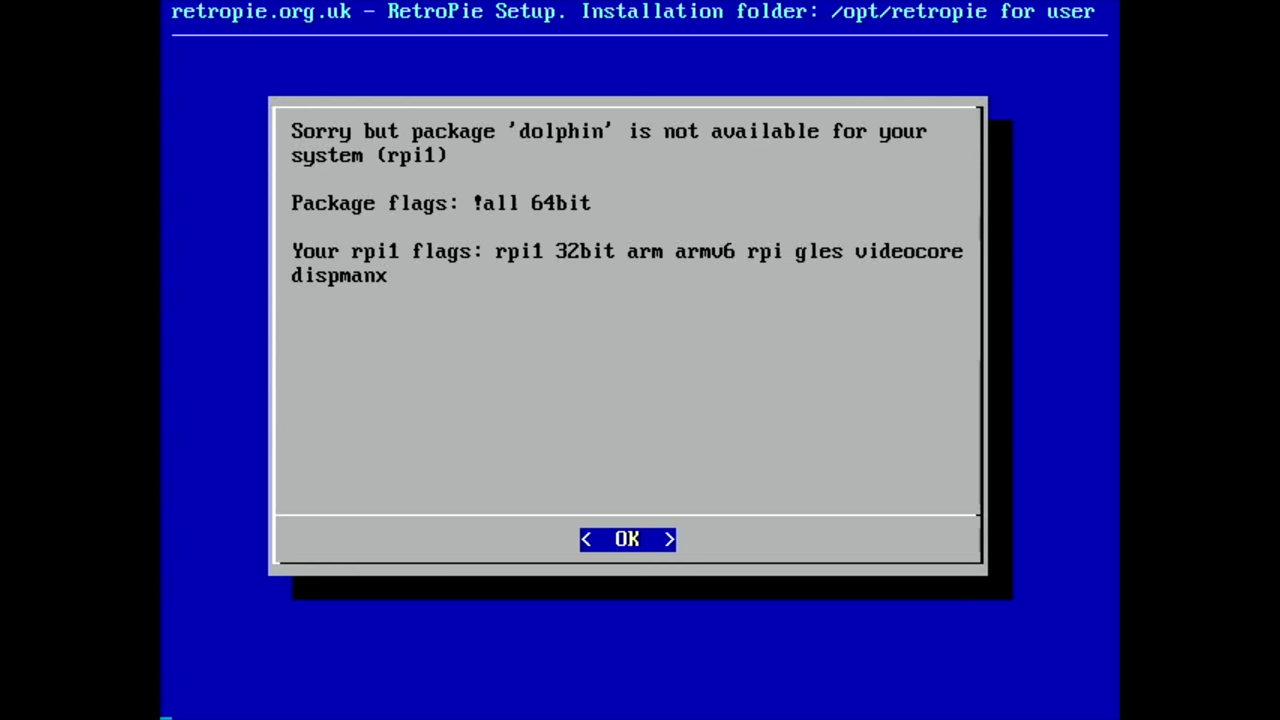 retropie.org.uk - RetroPie Setup. Installation folder: /opt/retropie for user
Sorry but package 'dolphin' is not available for your
system (rpi1)
Package flags: !all 64bit
Your rpi1 flags: rpi1 32bit arm armv6 rpi gles videocore
dispmanx
< OK >